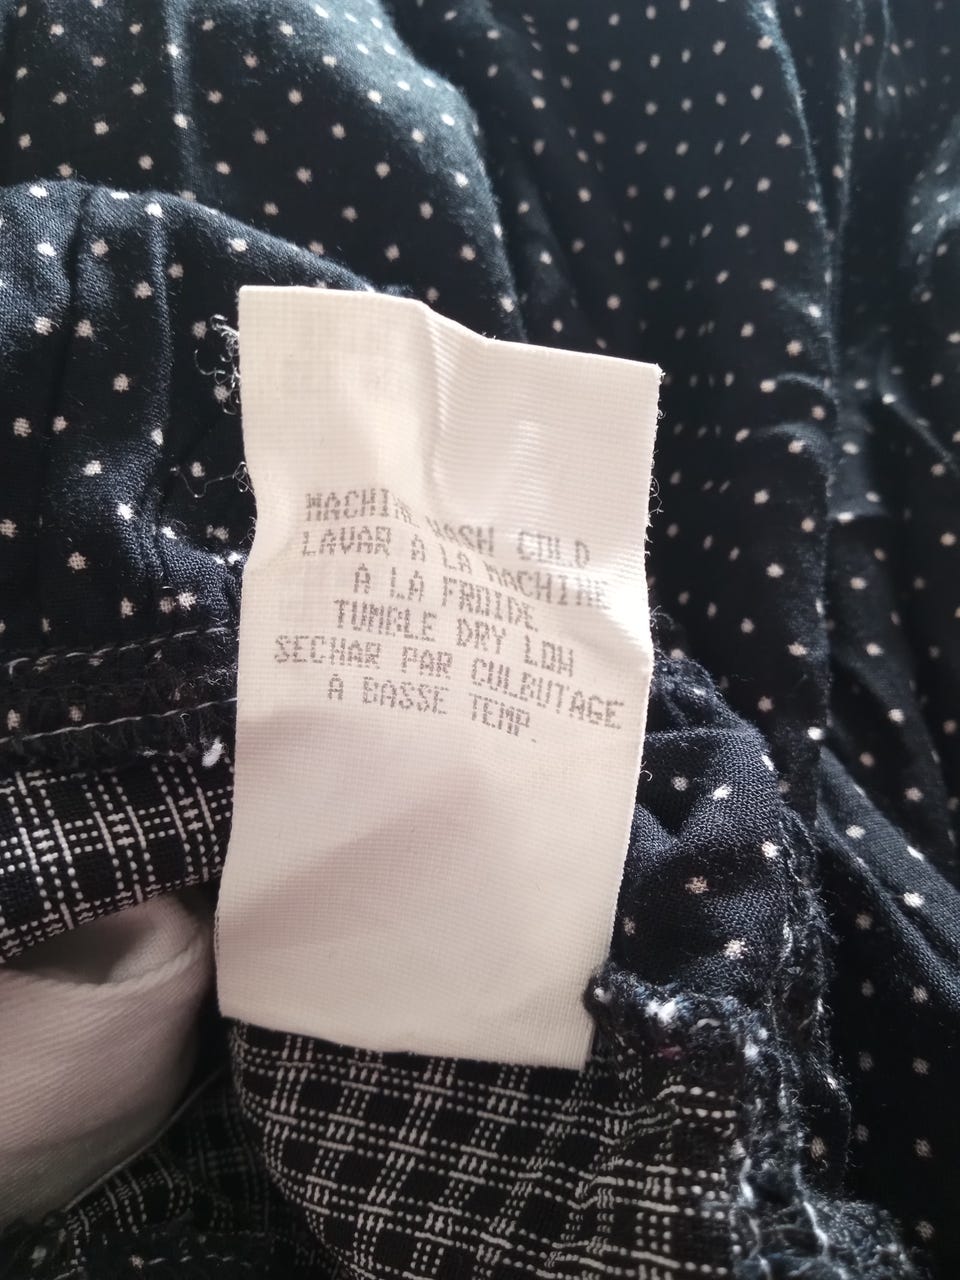 MACHINE WASH COLD
LAVAR A LA MACHINE
A LA FROIDE
TUMBLE DRY LOW
SECHAR PAR CULBUTAGE
A BASSE TEMP.